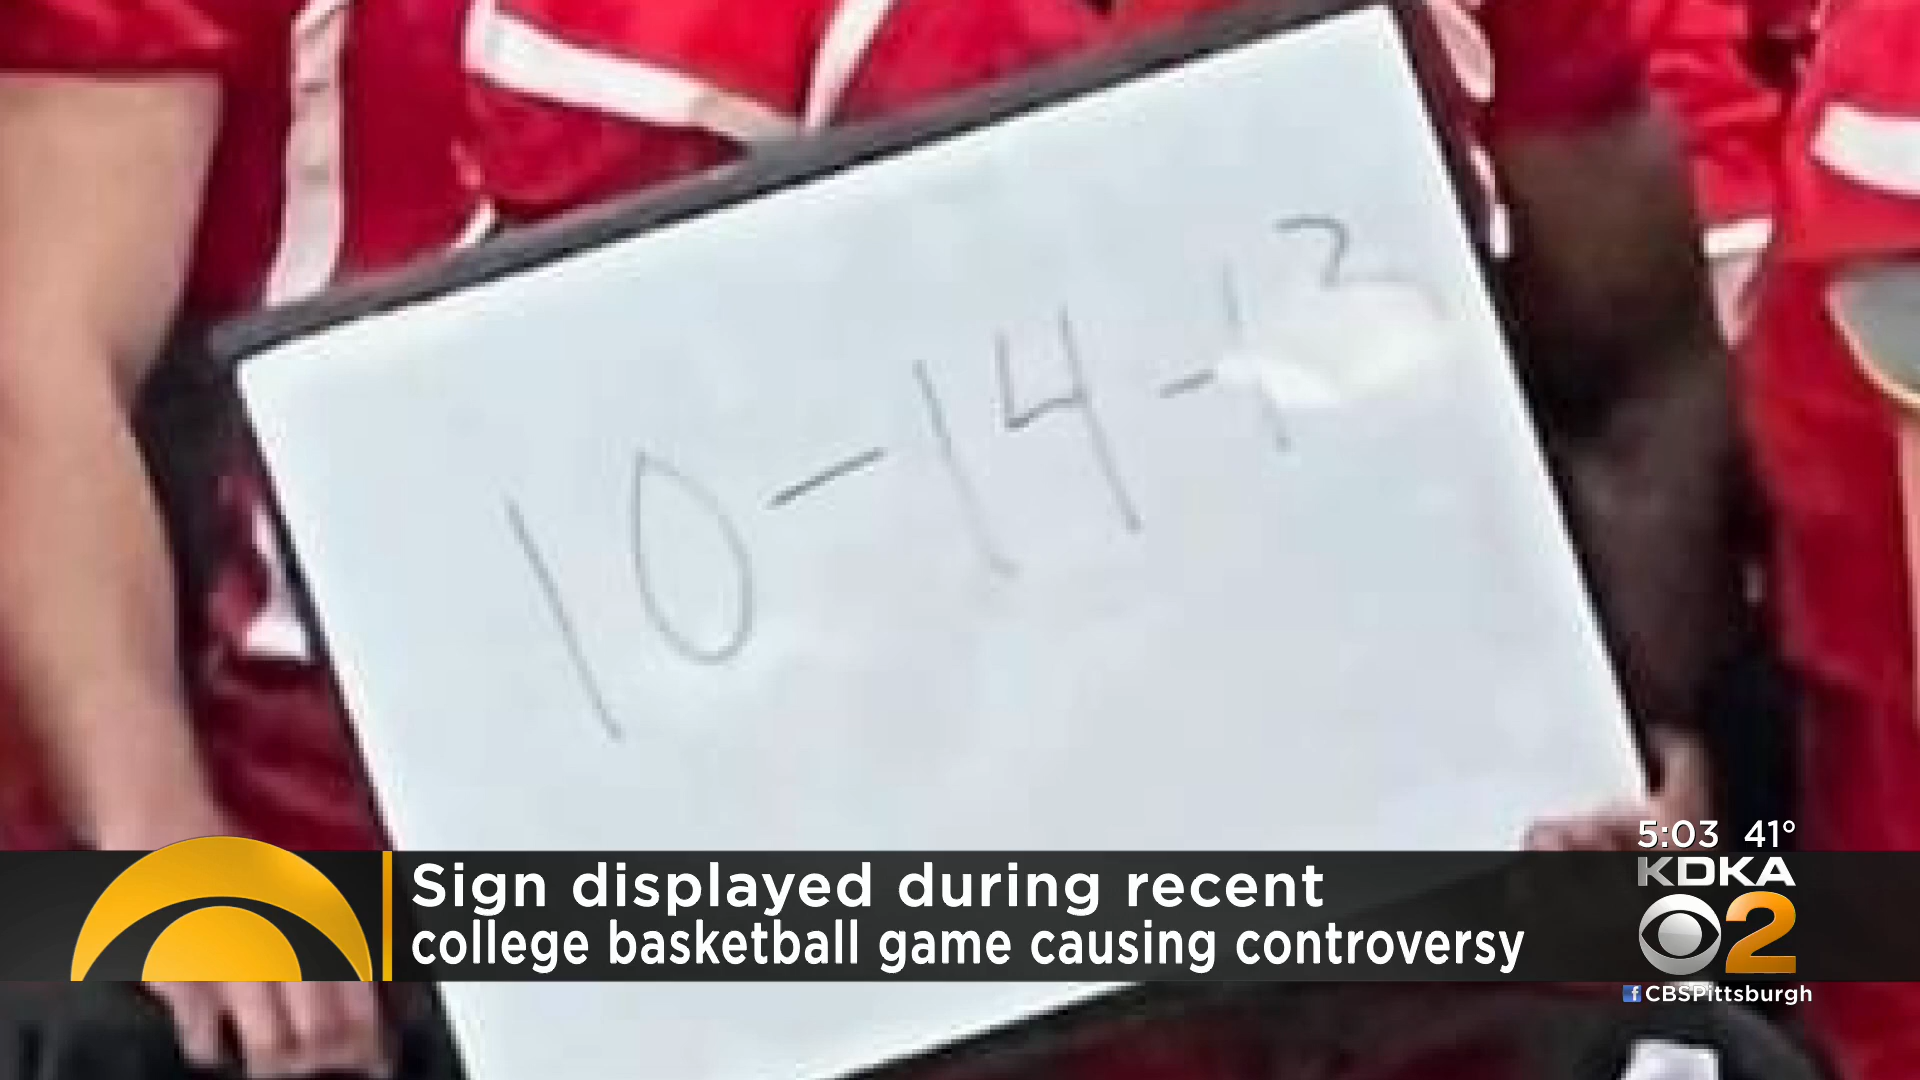 10-14-13
5:03 41°
KDKA
Sign displayed during recent
2
college basketball game causing controversy
f CBSPittsburgh